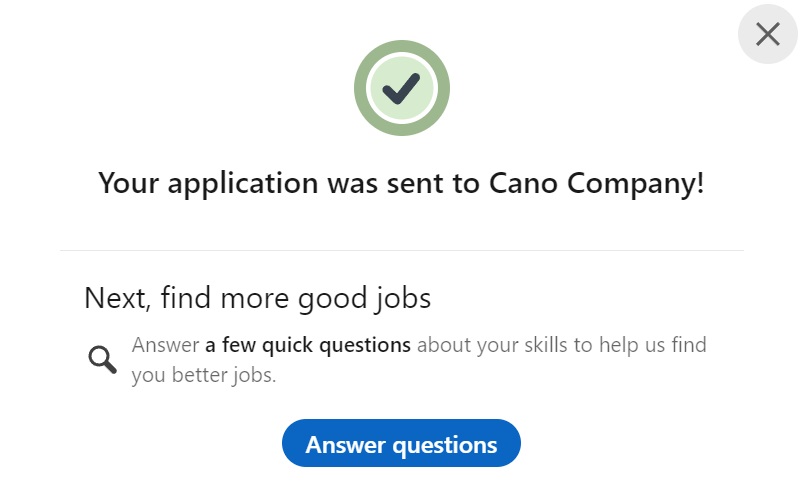 Your application was sent to Cano Company!
Next, find more good jobs
Answer a few quick questions about your skills to help us find
you better jobs.
Answer questions